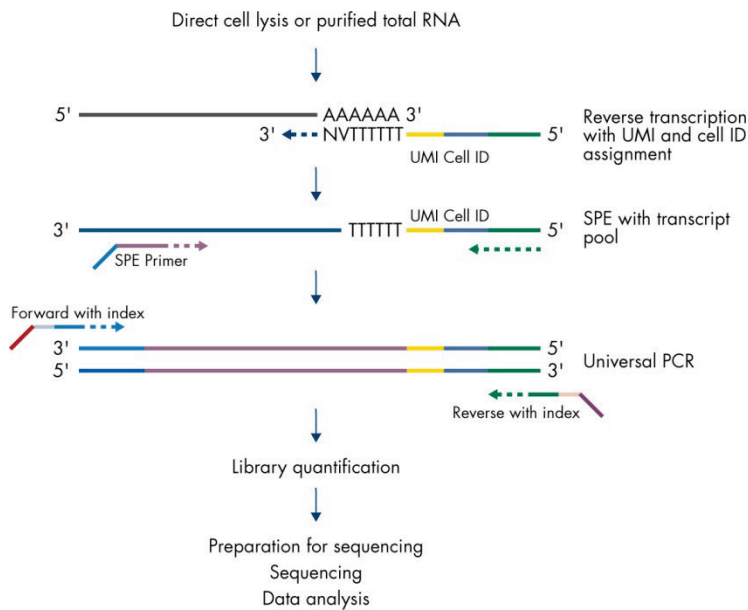 Direct cell lysis or purified total RNA
5' AAAAAA 3'
3' NVTTTTTT 5'
UMI Cell ID
Reverse transcription
with UMI and cell ID
assignment
UMI Cell ID
3' TTTTTT 5'
SPE Primer
SPE with transcript
pool
Forward with index
3' 5'
5' 3'
Universal PCR
Reverse with index
Library quantification
Preparation for sequencing
Sequencing
Data analysis